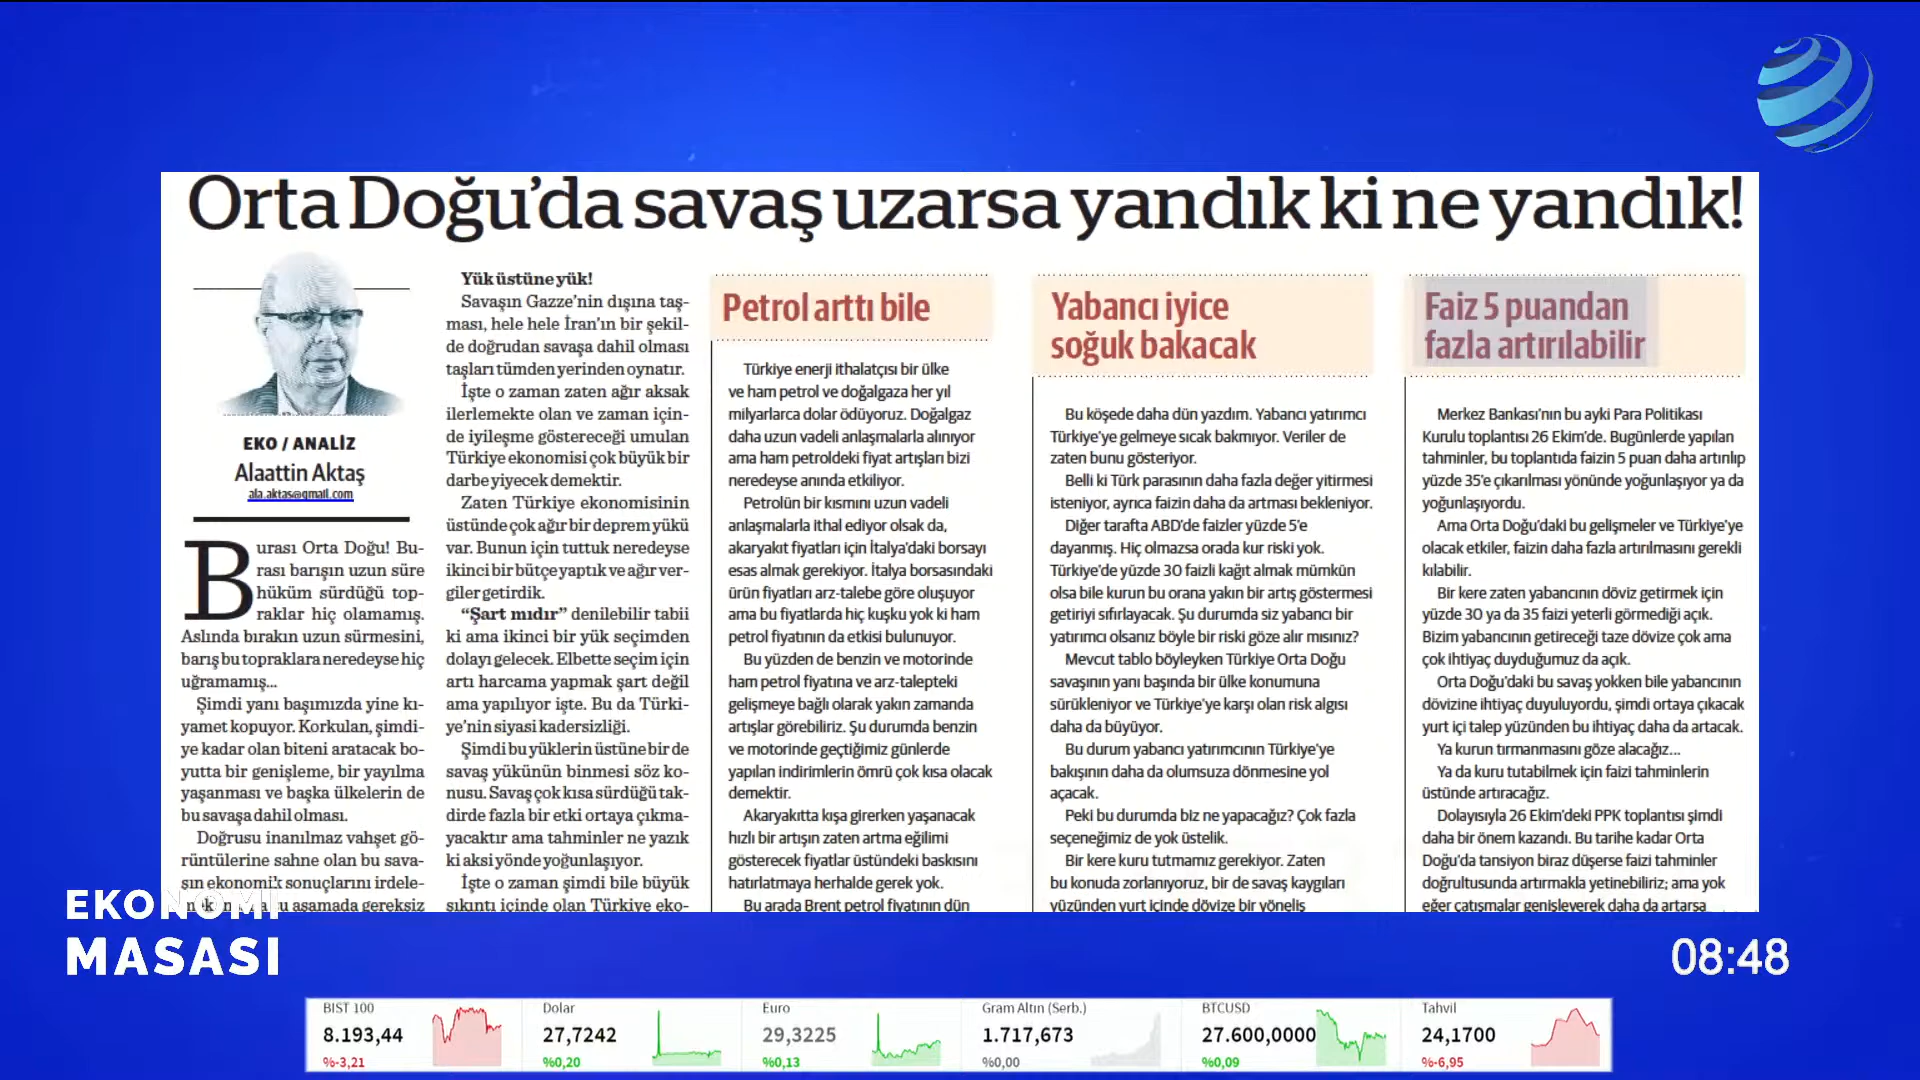 Orta Doğu'da savaş uzarsa yandık ki ne yandık!
EKO / ANALİZ
Alaattin Aktaş
ala.aktas@gmail.com
Burası Orta Doğu! Bu-
rası barışın uzun süre
hüküm sürdüğü top-
raklar hiç olamamış.
Aslında bırakın uzun sürmesini,
barış bu topraklara neredeyse hiç
uğramamış...
Şimdi yanı başımızda yine kı-
yamet kopuyor. Korkulan, şimdi-
ye kadar olan biteni aratacak bo-
yutta bir genişleme, bir yayılma
yaşanması ve başka ülkelerin de
bu savaşa dahil olması.
Doğrusu inanılmaz vahşet gö-
rüntülerine sahne olan bu sava-
şın ekonomik sonuçlarını irdele-
aşamada gereksiz
Yük üstüne yük!
Savaşın Gazze'nin dışına taş-
ması, hele hele İran'ın bir şekil-
de doğrudan savaşa dahil olması
taşları tümden yerinden oynatır.
İşte o zaman zaten ağır aksak
ilerlemekte olan ve zaman için-
de iyileşme göstereceği umulan
Türkiye ekonomisi çok büyük bir
darbe yiyecek demektir.
Zaten Türkiye ekonomisinin
üstünde çok ağır bir deprem yükü
var. Bunun için tuttuk neredeyse
ikinci bir bütçe yaptık ve ağır ver-
giler getirdik.
"Şart mıdır" denilebilir tabii
ki ama ikinci bir yük seçimden
dolayı gelecek. Elbette seçim için
artı harcama yapmak şart değil
ama yapılıyor işte. Bu da Türki-
ye'nin siyasi kadersizliği.
Şimdi bu yüklerin üstüne bir de
savaş yükünün binmesi söz ko-
nusu. Savaş çok kısa sürdüğü tak-
dirde fazla bir etki ortaya çıkma-
yacaktır ama tahminler ne yazık
ki aksi yönde yoğunlaşıyor.
İşte o zaman şimdi bile büyük
sıkıntı içinde olan Türkiye eko-
Petrol arttı bile
Türkiye enerji ithalatçısı bir ülke
ve ham petrol ve doğalgaza her yıl
milyarlarca dolar ödüyoruz. Doğalgaz
daha uzun vadeli anlaşmalarla alınıyor
ama ham petroldeki fiyat artışları bizi
neredeyse anında etkiliyor.
Petrolün bir kısmını uzun vadeli
anlaşmalarla ithal ediyor olsak da,
akaryakıt fiyatları için İtalya'daki borsayı
esas almak gerekiyor. İtalya borsasındaki
ürün fiyatları arz-talebe göre oluşuyor
ama bu fiyatlarda hiç kuşku yok ki ham
petrol fiyatının da etkisi bulunuyor.
Bu yüzden de benzin ve motorinde
ham petrol fiyatına ve arz-talepteki
gelişmeye bağlı olarak yakın zamanda
artışlar görebiliriz. Şu durumda benzin
ve motorinde geçtiğimiz günlerde
yapılan indirimlerin ömrü çok kısa olacak
demektir.
Akaryakıtta kışa girerken yaşanacak
hızlı bir artışın zaten artma eğilimi
gösterecek fiyatlar üstündeki baskısını
hatırlatmaya herhalde gerek yok.
Bu arada Brent petrol fiyatının dün
Yabancı iyice
soğuk bakacak
Bu köşede daha dün yazdım. Yabancı yatırımcı
Türkiye'ye gelmeye sıcak bakmıyor. Veriler de
zaten bunu gösteriyor.
Belli ki Türk parasının daha fazla değer yitirmesi
isteniyor, ayrıca faizin daha da artması bekleniyor.
Diğer tarafta ABD'de faizler yüzde 5'e
dayanmış. Hiç olmazsa orada kur riski yok.
Türkiye'de yüzde 30 faizli kağıt almak mümkün
olsa bile kurun bu orana yakın bir artış göstermesi
getiriyi sıfırlayacak. Şu durumda siz yabancı bir
yatırımcı olsanız böyle bir riski göze alır mısınız?
Mevcut tablo böyleyken Türkiye Orta Doğu
savaşının yanı başında bir ülke konumuna
sürükleniyor ve Türkiye'ye karşı olan risk algısı
daha da büyüyor.
Bu durum yabancı yatırımcının Türkiye'ye
bakışının daha da olumsuza dönmesine yol
açacak.
Peki bu durumda biz ne yapacağız? Çok fazla
seçeneğimiz de yok üstelik.
Bir kere kuru tutmamız gerekiyor. Zaten
bu konuda zorlanıyoruz, bir de savaş kaygıları
yüzünden yurt içinde dövize bir yöneliş
Faiz 5 puandan
fazla artırılabilir
Merkez Bankası'nın bu ayki Para Politikası
Kurulu toplantısı 26 Ekim'de. Bugünlerde yapılan
tahminler, bu toplantıda faizin 5 puan daha artırılıp
yüzde 35'e çıkarılması yönünde yoğunlaşıyor ya da
yoğunlaşıyordu.
Ama Orta Doğu'daki bu gelişmeler ve Türkiye'ye
olacak etkiler, faizin daha fazla artırılmasını gerekli
kılabilir.
Bir kere zaten yabancının döviz getirmek için
yüzde 30 ya da 35 faizi yeterli görmediği açık.
Bizim yabancının getireceği taze dövize çok ama
çok ihtiyaç duyduğumuz da açık.
Orta Doğu'daki bu savaş yokken bile yabancının
dövizine ihtiyaç duyuluyordu, şimdi ortaya çıkacak
yurt içi talep yüzünden bu ihtiyaç daha da artacak.
Ya kurun tırmanmasını göze alacağız...
Ya da kuru tutabilmek için faizi tahminlerin
üstünde artıracağız.
Dolayısıyla 26 Ekim'deki PPK toplantısı şimdi
daha bir önem kazandı. Bu tarihe kadar Orta
Doğu'da tansiyon biraz düşerse faizi tahminler
doğrultusunda artırmakla yetinebiliriz; ama yok
eğer çatışmalar genişleyerek daha da artarsa
EKONOMİ
MASASI
08:48
BIST 100
8.193,44
%-3,21
Dolar
27,7242
%0,20
Euro
29,3225
%0,13
Gram Altın (Serb.)
1.717,673
%0,00
BTCUSD
27.600,0000
%0,09
Tahvil
24,1700
%-6,95